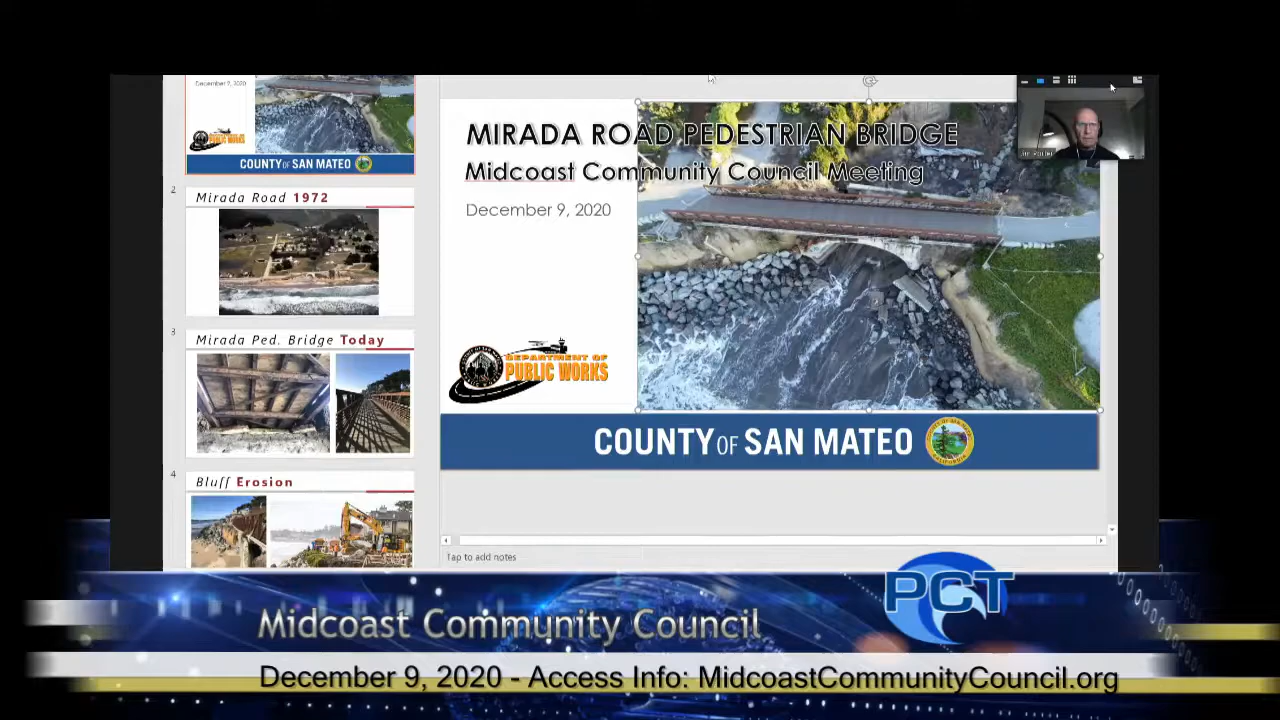 December 9, 2020
COUNTY OF SAN MATEO
2
Mirada Road 1972
3
Mirada Ped. Bridge Today
4
Bluff Erosion
MIRADA ROAD PEDESTRIAN BRIDGE
Midcoast Community Council Meeting
December 9, 2020
DEPARTMENT OF
PUBLIC WORKS
COUNTY OF SAN MATEO
Tap to add notes
PCT
Midcoast Community Council
December 9, 2020 - Access Info: MidcoastCommunityCouncil.org